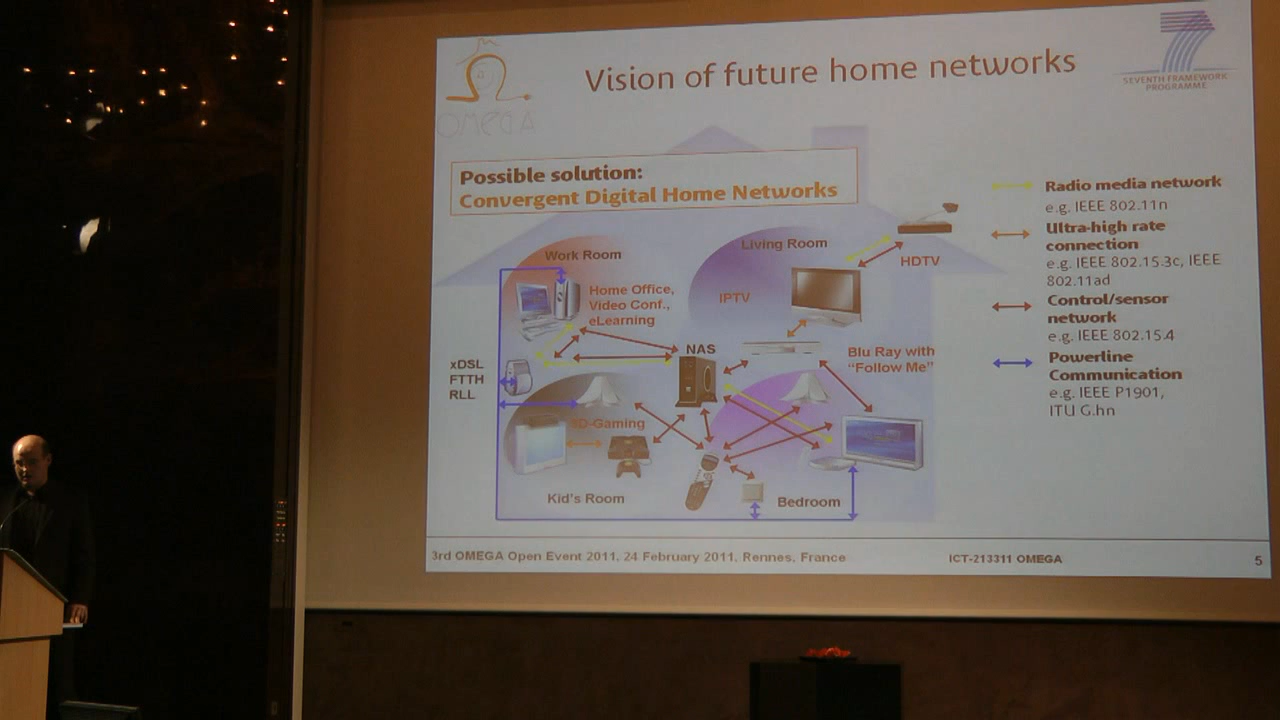 OMEGA
Vision of future home networks
SEVENTH FRAMEWORK
PROGRAMME
Possible solution:
Convergent Digital Home Networks
Radio media network
e.g. IEEE 802.11n
Ultra-high rate
connection
e.g. IEEE 802.15.3c, IEEE
802.11ad
Control/sensor
network
e.g. IEEE 802.15.4
Powerline
Communication
e.g. IEEE P1901,
ITU G.hn
Work Room
Home Office,
Video Conf.,
eLearning
Living Room
IPTV
HDTV
NAS
Blu Ray with
"Follow Me"
xDSL
FTTH
RLL
3D-Gaming
Kid's Room
Bedroom
3rd OMEGA Open Event 2011, 24 February 2011, Rennes, France
ICT-213311 OMEGA
5